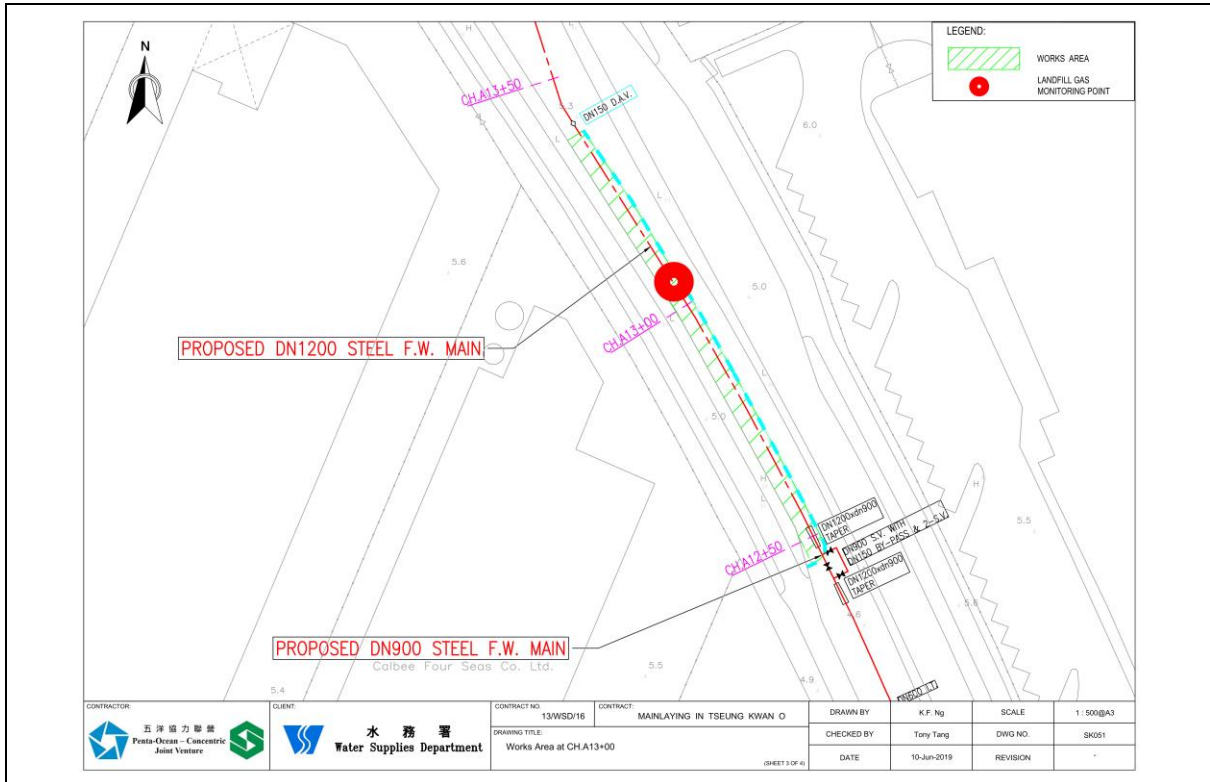 N
LEGEND:
WORKS AREA
LANDFILL GAS
MONITORING POINT
H
CH.A13+50
5.3
DN150 D.A.V.
L
6.0
L
5.6
5.0
CH.A13+00
PROPOSED DN1200 STEEL F.W. MAIN
L
5.0
H
L
H
DN1200xdn900
TAPER
DN900 S.V. WITH
DN150 BY-PASS & 2-S.V.
5.5
CH.A12+50
DN1200xdn900
TAPER
4.6
5.6
PROPOSED DN900 STEEL F.W. MAIN
Calbee Four Seas Co. Ltd.
5.5
4.9
5.4
CONTRACTOR:
五洋協力聯營
Penta-Ocean – Concentric
Joint Venture
CLIENT:
水務署
Water Supplies Department
CONTRACT NO.
13/WSD/16
CONTRACT:
MAINLAYING IN TSEUNG KWAN O
DRAWING TITLE:
Works Area at CH.A13+00
(SHEET 3 OF 4)
DRAWN BY K.F. Ng SCALE 1 : 500@A3
CHECKED BY Tony Tang DWG NO. SK051
DATE 10-Jun-2019 REVISION -